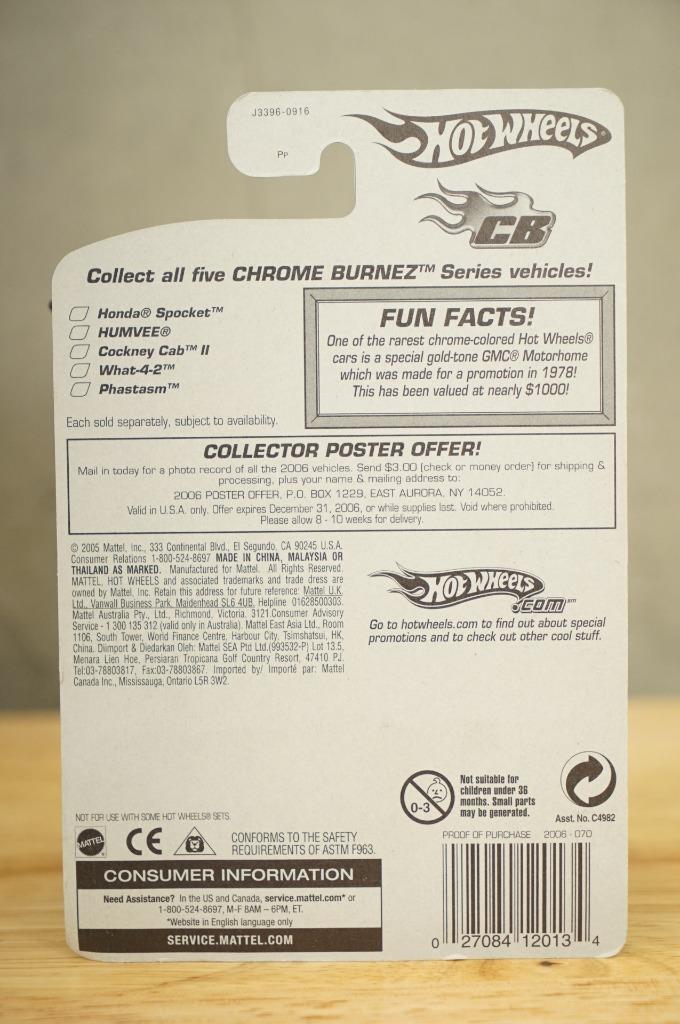 J3396-0916
PP
HOT WHEELS
CB
Collect all five CHROME BURNEZ™ Series vehicles!
Honda® Spocket™
HUMVEE®
Cockney Cab™ II
What-4-2™
Phastasm™
Each sold separately, subject to availability.
FUN FACTS!
One of the rarest chrome-colored Hot Wheels®
cars is a special gold-tone GMC® Motorhome
which was made for a promotion in 1978!
This has been valued at nearly $1000!
COLLECTOR POSTER OFFER!
Mail in today for a photo record of all the 2006 vehicles. Send $3.00 (check or money order) for shipping &
processing, plus your name & mailing address to:
2006 POSTER OFFER, P.O. BOX 1229, EAST AURORA, NY 14052.
Valid in U.S.A. only. Offer expires December 31, 2006, or while supplies last. Void where prohibited.
Please allow 8 - 10 weeks for delivery.
© 2005 Mattel, Inc., 333 Continental Blvd., El Segundo, CA 90245 U.S.A.
Consumer Relations 1-800-524-8697 MADE IN CHINA, MALAYSIA OR
THAILAND AS MARKED. Manufactured for Mattel. All Rights Reserved.
MATTEL, HOT WHEELS and associated trademarks and trade dress are
owned by Mattel, Inc. Retain this address for future reference: Mattel U.K.
Ltd., Vanwall Business Park, Maidenhead SL6 4UB. Helpline 01628500303.
Mattel Australia Pty., Ltd., Richmond, Victoria. 3121.Consumer Advisory
Service - 1 300 135 312 (valid only in Australia). Mattel East Asia Ltd., Room
1106, South Tower, World Finance Centre, Harbour City, Tsimshatsui, HK,
China. Diimport & Diedarkan Oleh: Mattel SEA Ptd Ltd.(993532-P) Lot 13.5,
Menara Lien Hoe, Persiaran Tropicana Golf Country Resort, 47410 PJ.
Tel:03-78803817, Fax:03-78803867. Imported by/ Importé par: Mattel
Canada Inc., Mississauga, Ontario L5R 3W2.
HOT WHEELS
.COM℠
Go to hotwheels.com to find out about special
promotions and to check out other cool stuff.
0-3
Not suitable for
children under 36
months. Small parts
may be generated.
Asst. No. C4982
NOT FOR USE WITH SOME HOT WHEELS® SETS.
MATTEL
CE
CONFORMS TO THE SAFETY
REQUIREMENTS OF ASTM F963.
PROOF OF PURCHASE 2006 - 070
CONSUMER INFORMATION
Need Assistance? In the US and Canada, service.mattel.com* or
1-800-524-8697, M-F 8AM – 6PM, ET.
*Website in English language only
SERVICE.MATTEL.COM
0 27084 12013 4